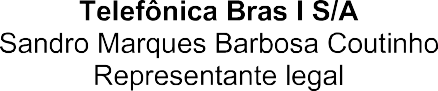 Telefônica Bras l S/A
Sandro Marques Barbosa Coutinho
Representante legal